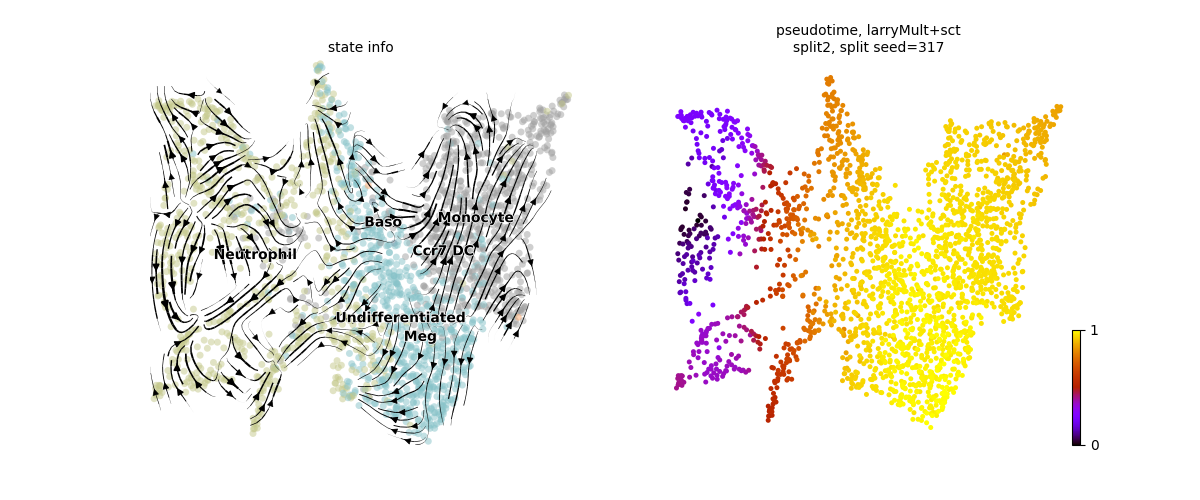 state info
pseudotime, larryMult+sct
split2, split seed=317
Baso
Monocyte
Neutrophil
Ccr7 DC
Undifferentiated
Meg
1
0